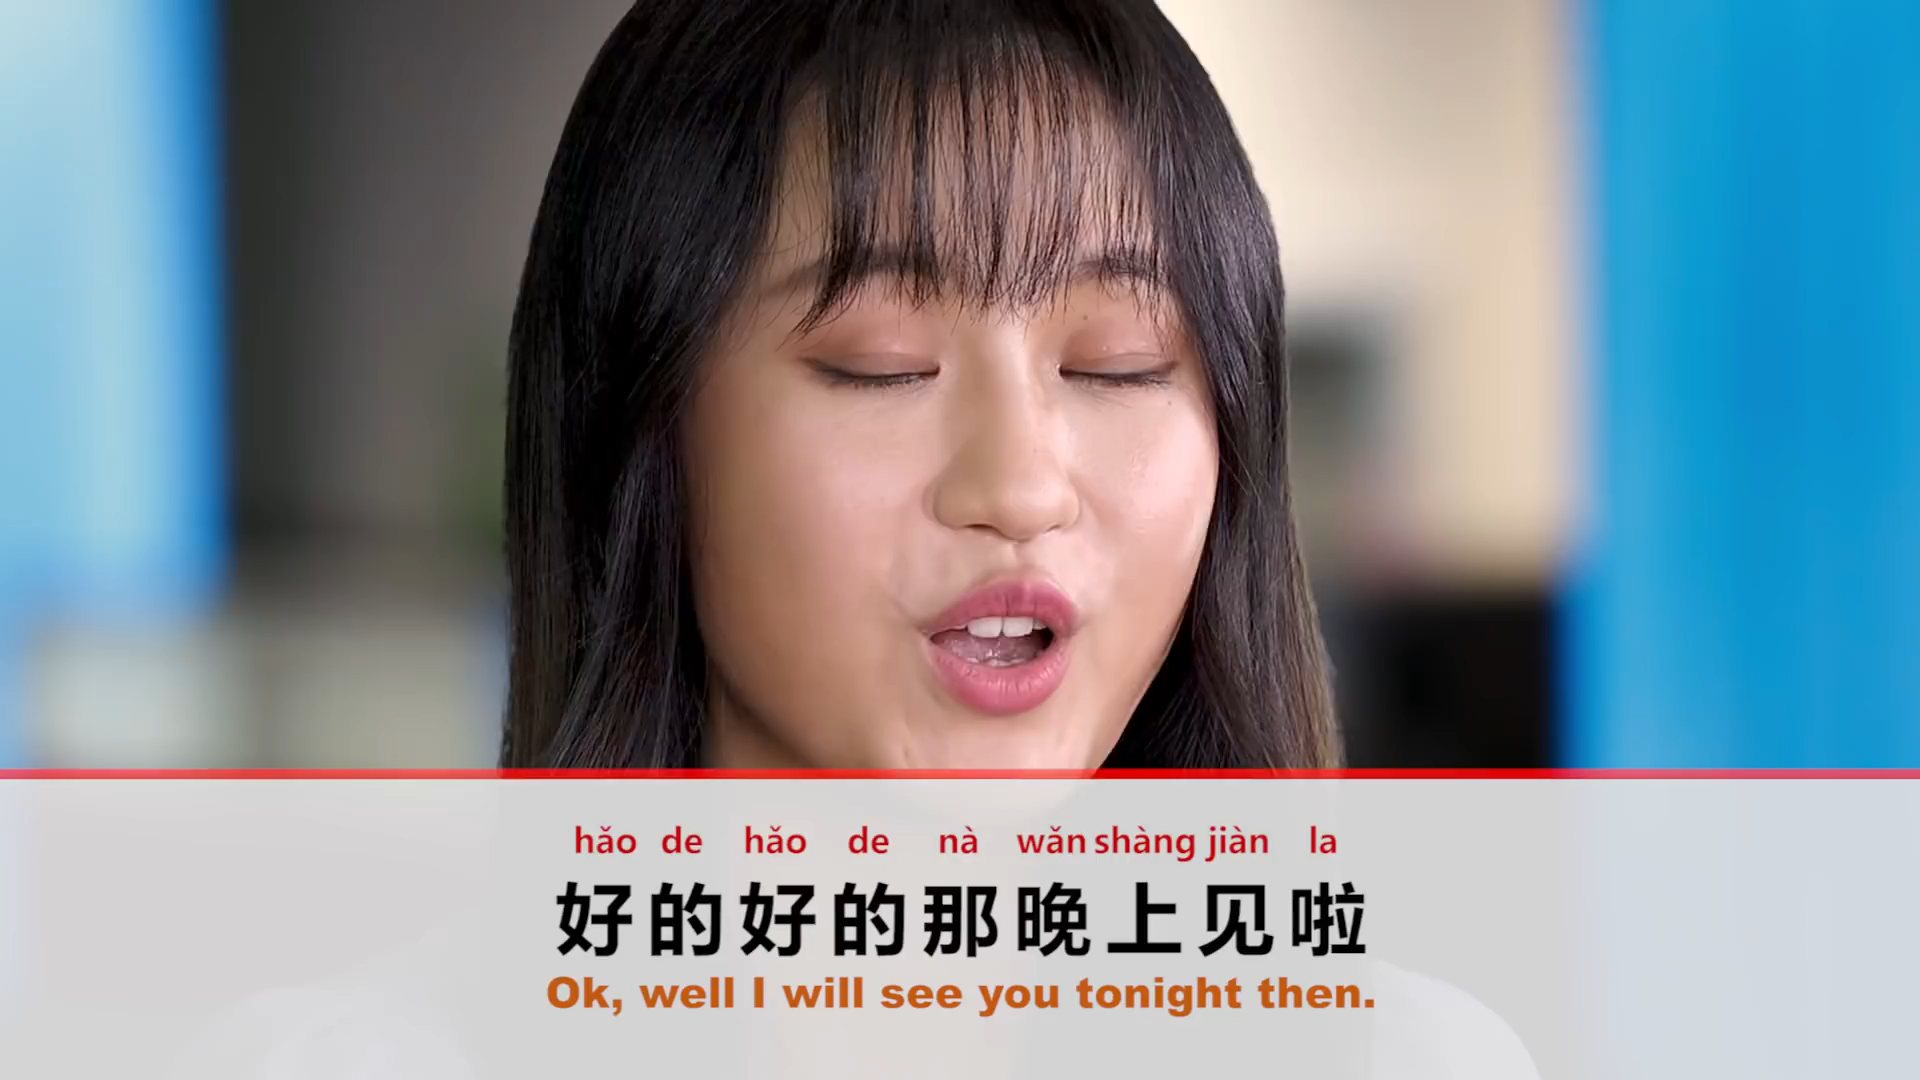 hǎo de hǎo de nà wǎn shàng jiàn la
好的好的那晚上见啦
Ok, well I will see you tonight then.